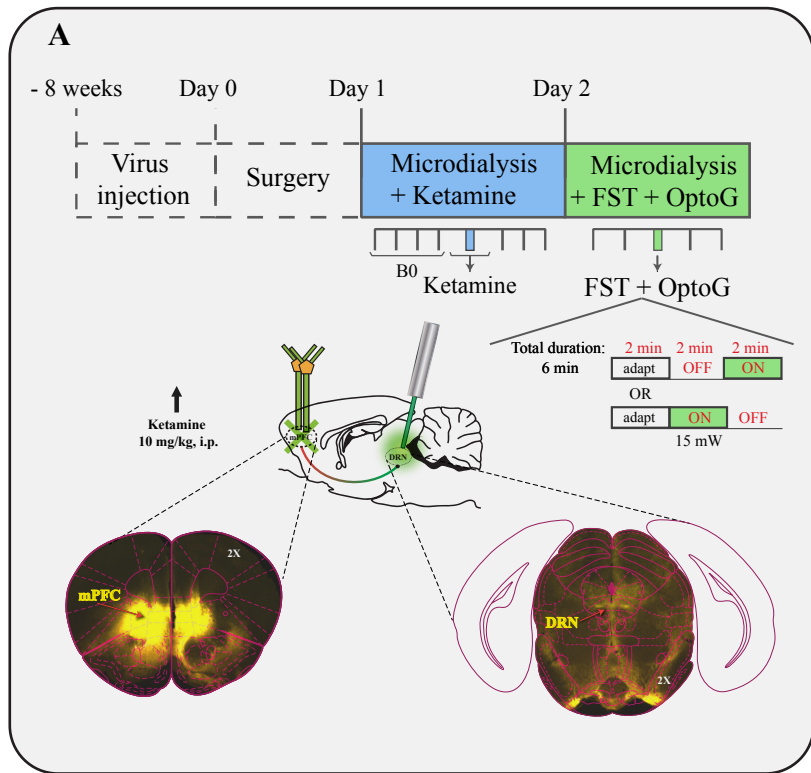 A
- 8 weeks Day 0 Day 1 Day 2
Virus
injection
Surgery
Microdialysis
+ Ketamine
Microdialysis
+ FST + OptoG
B0
Ketamine
FST + OptoG
Total duration:
6 min
2 min 2 min 2 min
adapt OFF ON
OR
adapt ON OFF
15 mW
Ketamine
10 mg/kg, i.p.
mPFC
DRN
2X
mPFC
DRN
2X